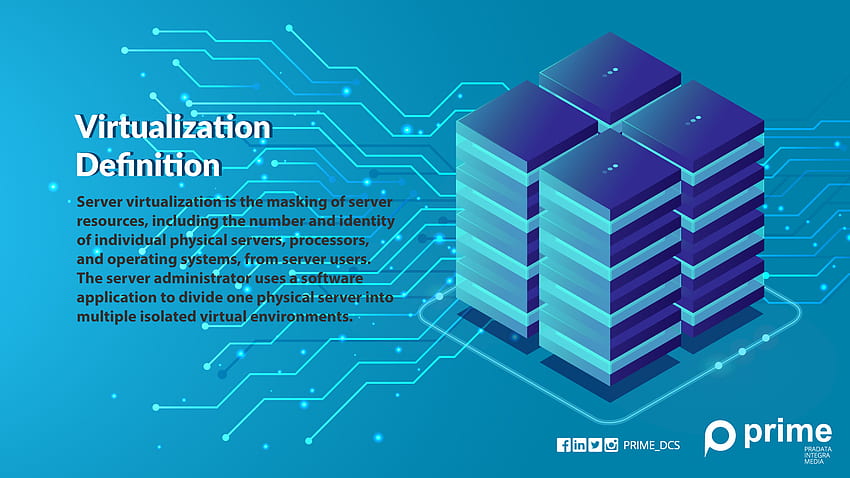 Virtualization
Definition
Server virtualization is the masking of server
resources, including the number and identity
of individual physical servers, processors,
and operating systems, from server users.
The server administrator uses a software
application to divide one physical server into
multiple isolated virtual environments.
PRIME_DCS
prime
PRADATA
INTEGRA
MEDIA